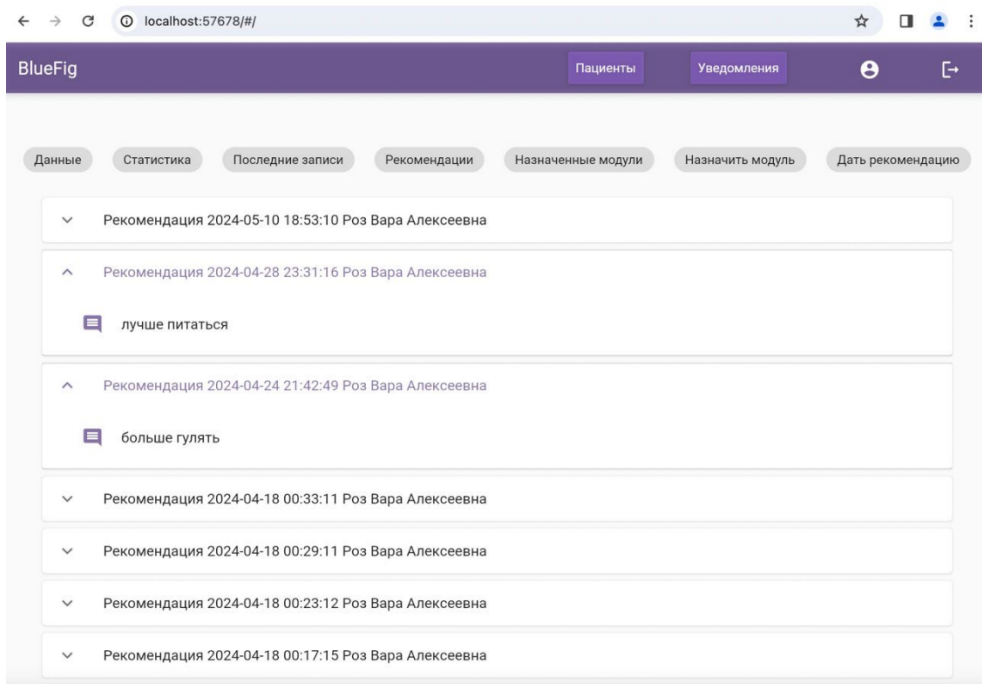 localhost:57678/#/
BlueFig Пациенты Уведомления
Данные Статистика Последние записи Рекомендации Назначенные модули Назначить модуль Дать рекомендацию
Рекомендация 2024-05-10 18:53:10 Роз Вара Алексеевна
Рекомендация 2024-04-28 23:31:16 Роз Вара Алексеевна
лучше питаться
Рекомендация 2024-04-24 21:42:49 Роз Вара Алексеевна
больше гулять
Рекомендация 2024-04-18 00:33:11 Роз Вара Алексеевна
Рекомендация 2024-04-18 00:29:11 Роз Вара Алексеевна
Рекомендация 2024-04-18 00:23:12 Роз Вара Алексеевна
Рекомендация 2024-04-18 00:17:15 Роз Вара Алексеевна